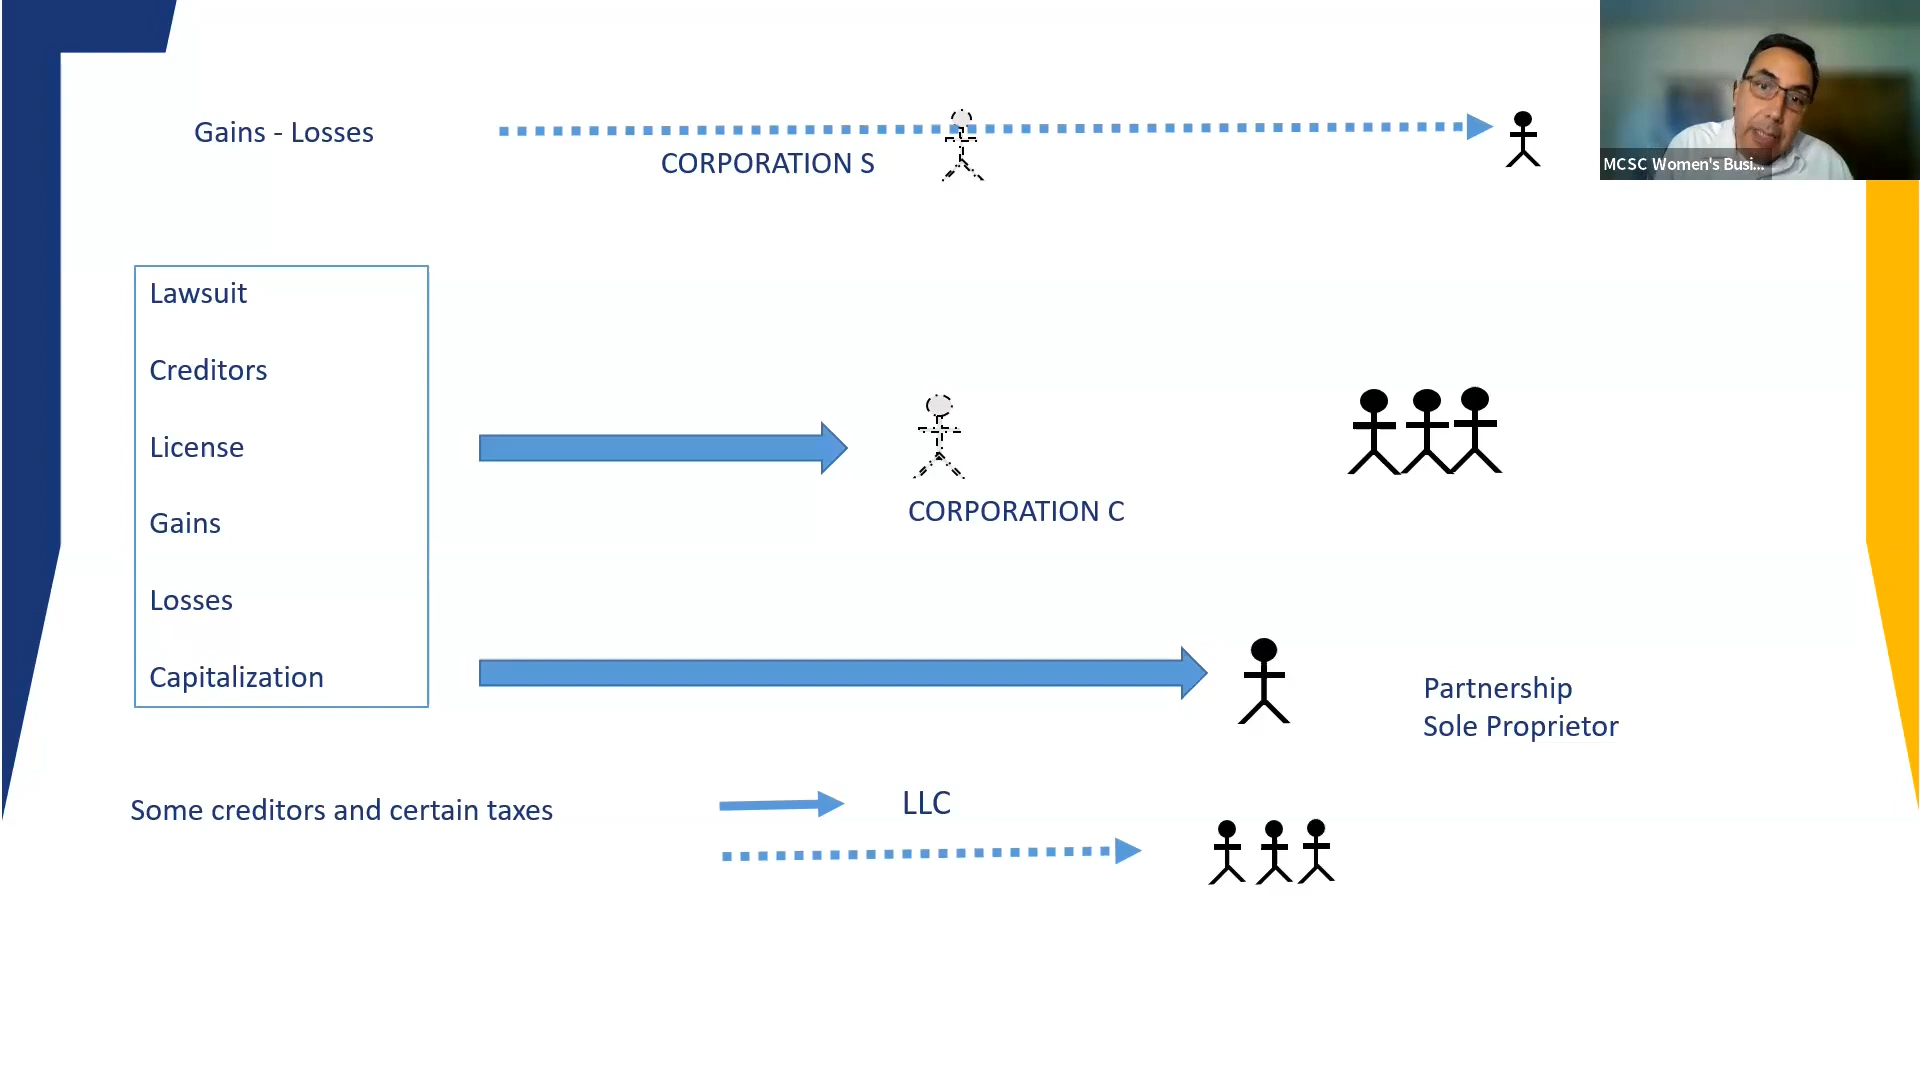 Gains - Losses
CORPORATION S
MCSC Women's Busi...
Lawsuit
Creditors
License
Gains
Losses
Capitalization
CORPORATION C
Partnership
Sole Proprietor
Some creditors and certain taxes
LLC